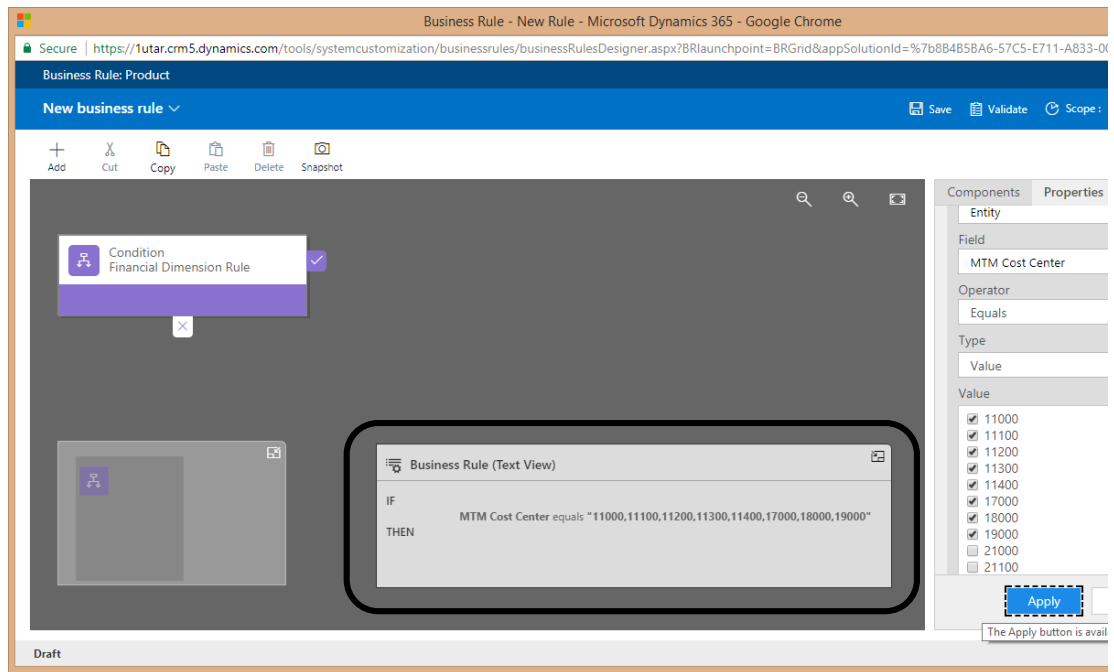 Business Rule - New Rule - Microsoft Dynamics 365 - Google Chrome
Secure | https://1utar.crm5.dynamics.com/tools/systemcustomization/businessrules/businessRulesDesigner.aspx?BRlaunchpoint=BRGrid&appSolutionId=%7b8B4B5BA6-57C5-E711-A833-00
Business Rule: Product
New business rule
Save Validate Scope :
Add Cut Copy Paste Delete Snapshot
Components Properties
Entity
Field
MTM Cost Center
Operator
Equals
Type
Value
Value
11000
11100
11200
11300
11400
17000
18000
19000
21000
21100
Apply
The Apply button is avail
Condition
Financial Dimension Rule
Business Rule (Text View)
IF
MTM Cost Center equals "11000,11100,11200,11300,11400,17000,18000,19000"
THEN
Draft